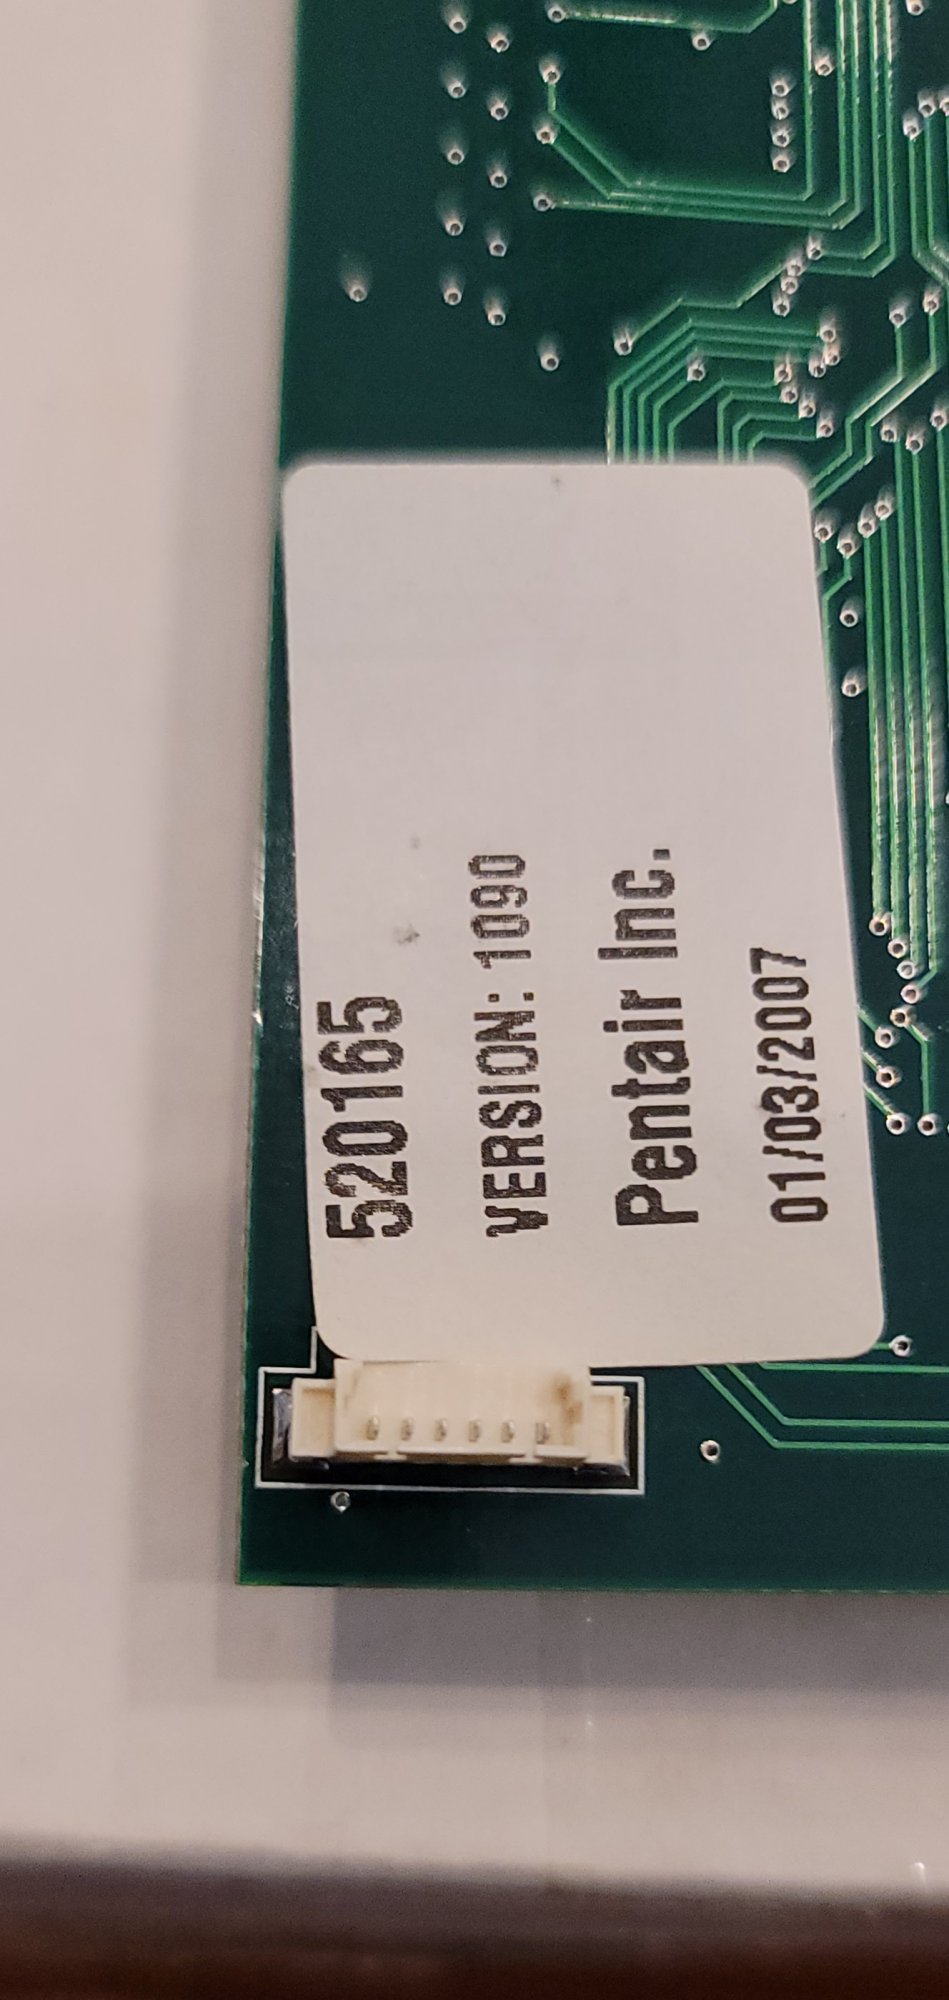 520165
VERSION: 1090
Pentair Inc.
01/03/2007